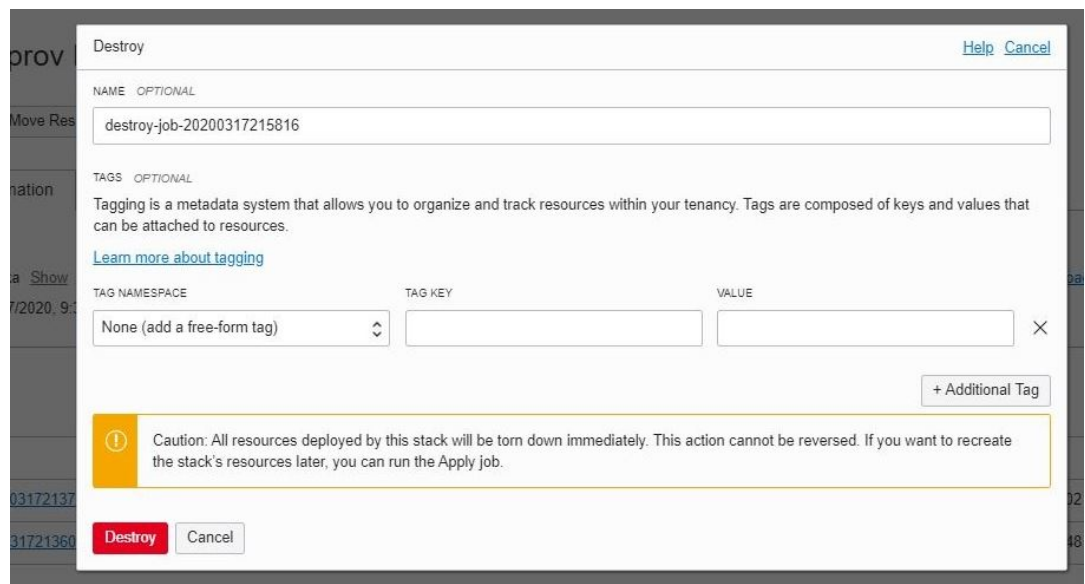 prov
Move Res
nation
a Show
7/2020, 9:
03172137
31721360
Destroy
Help Cancel
NAME OPTIONAL
destroy-job-20200317215816
TAGS OPTIONAL
Tagging is a metadata system that allows you to organize and track resources within your tenancy. Tags are composed of keys and values that
can be attached to resources.
Learn more about tagging
TAG NAMESPACE TAG KEY VALUE
None (add a free-form tag)
+ Additional Tag
Caution: All resources deployed by this stack will be torn down immediately. This action cannot be reversed. If you want to recreate
the stack's resources later, you can run the Apply job.
Destroy Cancel
02
48